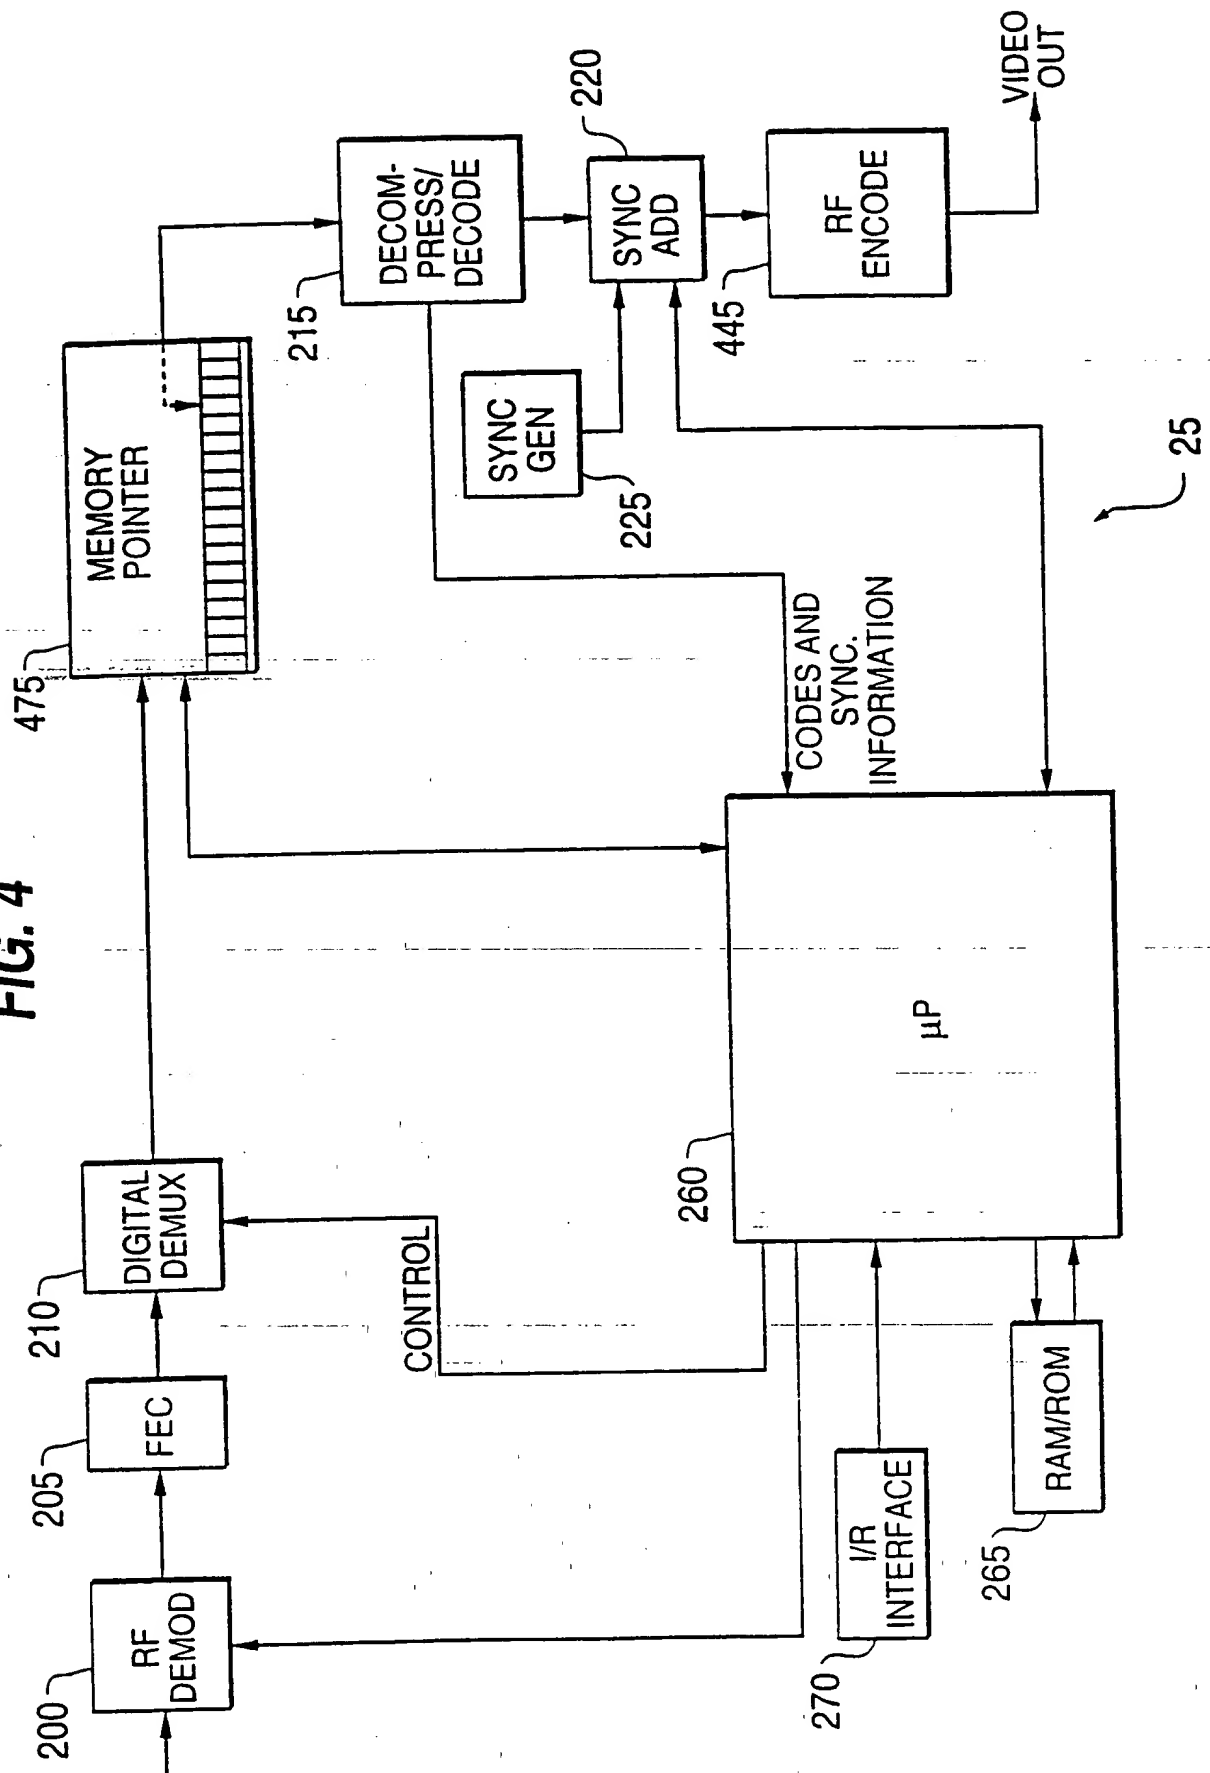 FIG. 4
200
RF
DEMOD
205
FEC
210
DIGITAL
DEMUX
CONTROL
475
MEMORY
POINTER
215
DECOM-
PRESS/
DECODE
220
SYNC
ADD
SYNC
GEN
225
445
RF
ENCODE
VIDEO
OUT
CODES AND
SYNC.
INFORMATION
260
µP
270
I/R
INTERFACE
265
RAM/ROM
25